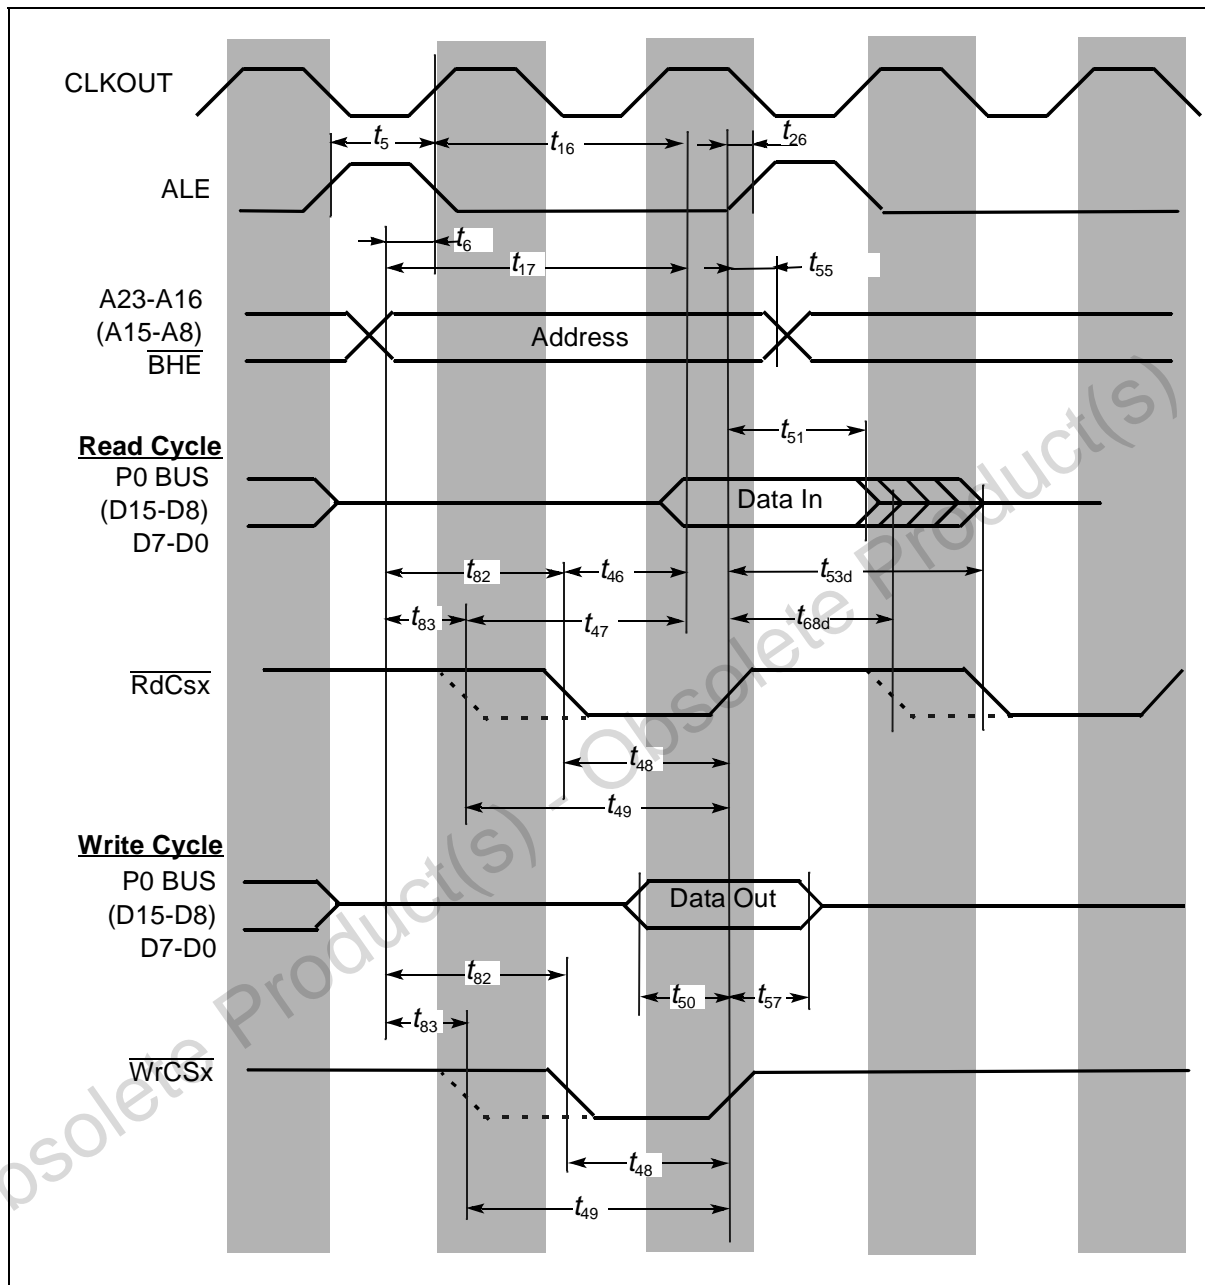 CLKOUT
t5
t16
t26
ALE
t6
t17
t55
A23-A16
(A15-A8)
BHE
Address
t51
Read Cycle
P0 BUS
(D15-D8)
D7-D0
Data In
t82
t46
t53d
t83
t47
t68d
RdCsx
t48
t49
Write Cycle
P0 BUS
(D15-D8)
D7-D0
Data Out
t82
t50
t57
t83
WrCSx
t48
t49
Obsolete Product(s) - Obsolete Product(s)